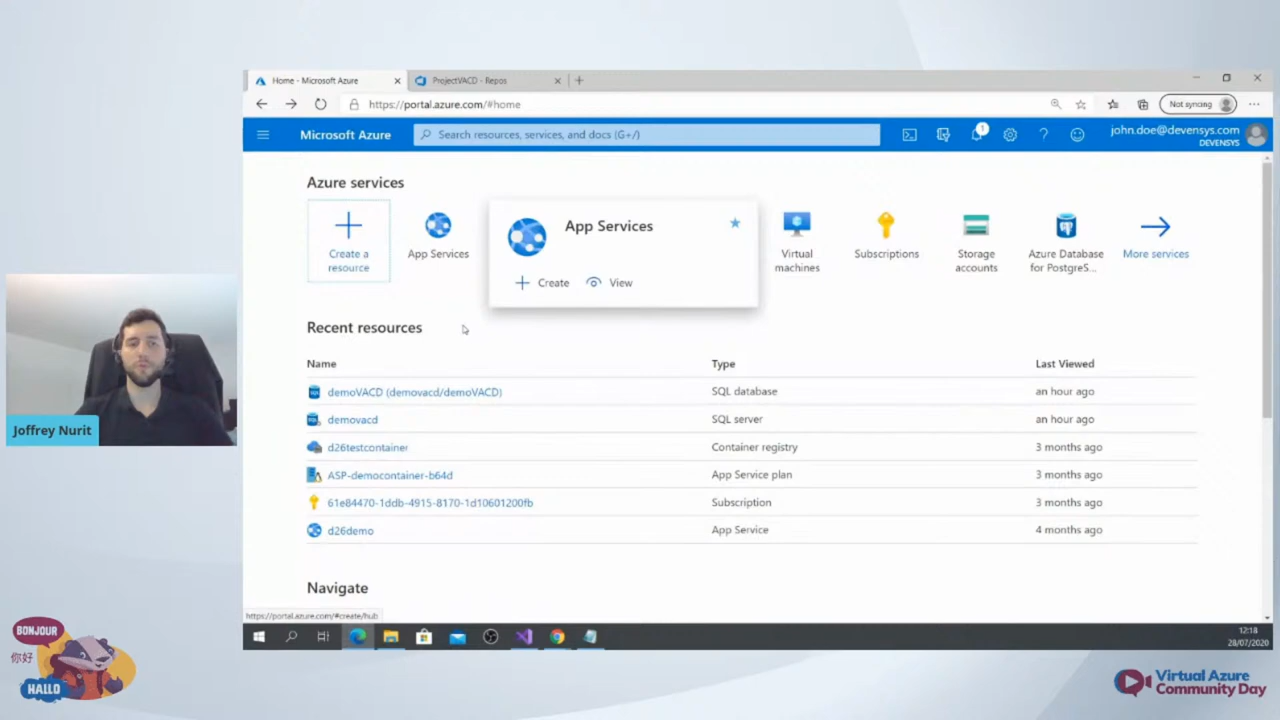 Home - Microsoft Azure
ProjectVACD - Repos
https://portal.azure.com/#home
Not syncing
Microsoft Azure
Search resources, services, and docs (G+/)
1
john.doe@devensys.com
DEVENSYS
Azure services
Create a
resource
App Services
App Services
Create
View
Virtual
machines
Subscriptions
Storage
accounts
Azure Database
for PostgreS...
More services
Recent resources
Name
Type
Last Viewed
demoVACD (demovacd/demoVACD)
SQL database
an hour ago
demovacd
SQL server
an hour ago
d26testcontainer
Container registry
3 months ago
ASP-democontainer-b64d
App Service plan
3 months ago
61e84470-1ddb-4915-8170-1d10601200fb
Subscription
3 months ago
d26demo
App Service
4 months ago
Navigate
https://portal.azure.com/#create/hub
12:18
28/07/2020
Joffrey Nurit
BONJOUR
你好
HALLO
Virtual Azure
Community Day